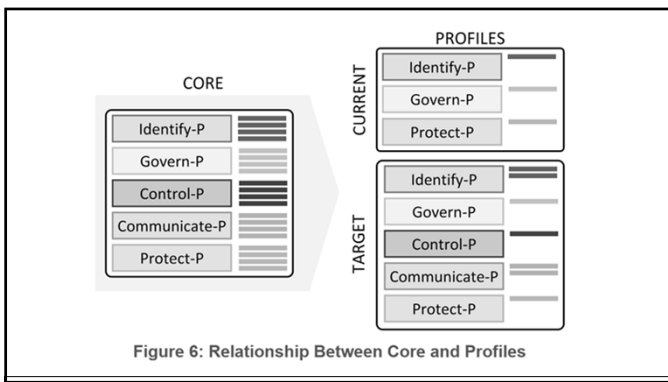 CORE
Identify-P
Govern-P
Control-P
Communicate-P
Protect-P
PROFILES
CURRENT
Identify-P
Govern-P
Protect-P
TARGET
Identify-P
Govern-P
Control-P
Communicate-P
Protect-P
Figure 6: Relationship Between Core and Profiles